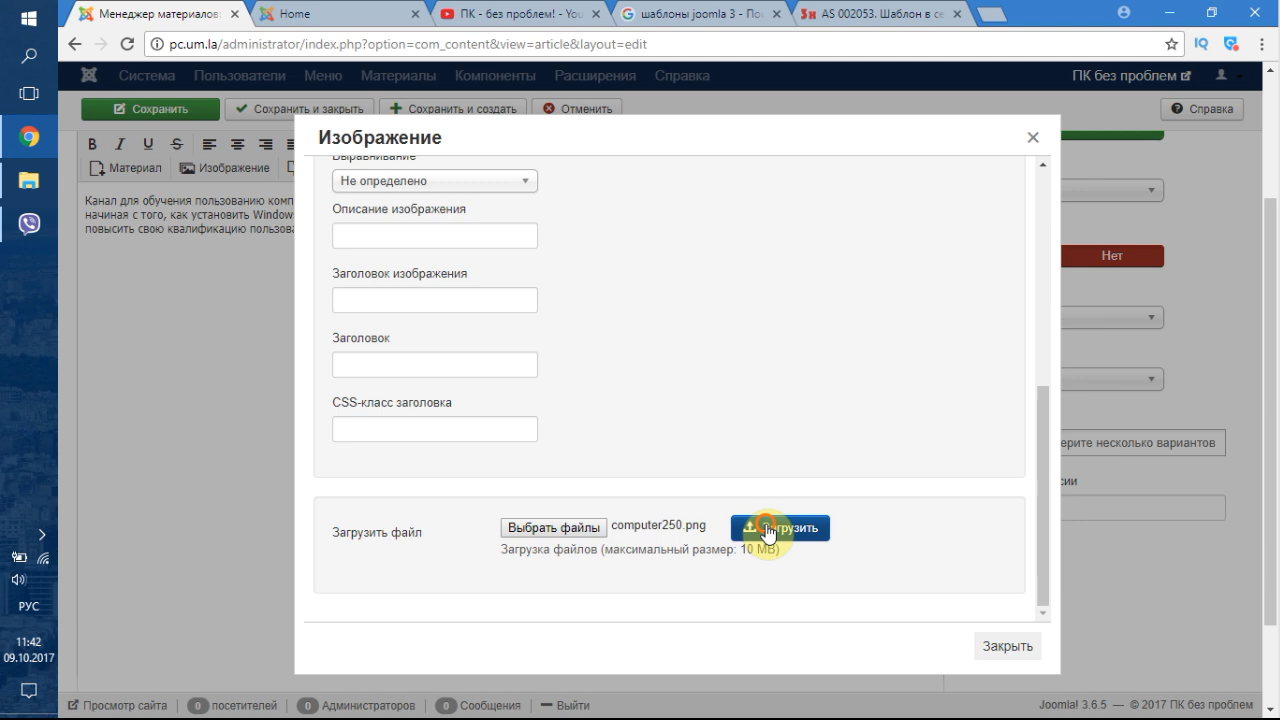 Менеджер материалов
Home
ПК - без проблем! - You
шаблоны joomla 3 - По
AS 002053. Шаблон в се
pc.um.la/administrator/index.php?option=com_content&view=article&layout=edit
Система Пользователи Меню Материалы Компоненты Расширения Справка
ПК без проблем
Сохранить Сохранить и закрыть Сохранить и создать Отменить Справка
B I U S
Материал Изображение
Канал для обучения пользованию комп
начиная с того, как установить Windows
повысить свою квалификацию пользова
Изображение
Выравнивание
Не определено
Описание изображения
Заголовок изображения
Заголовок
CSS-класс заголовка
Загрузить файл
Выбрать файлы computer250.png
Загрузка файлов (максимальный размер: 10 MB)
Закрыть
Нет
ерите несколько вариантов
сии
РУС
11:42
09.10.2017
Просмотр сайта 0 посетителей 0 Администраторов 0 Сообщения Выйти
Joomla! 3.6.5 — © 2017 ПК без проблем